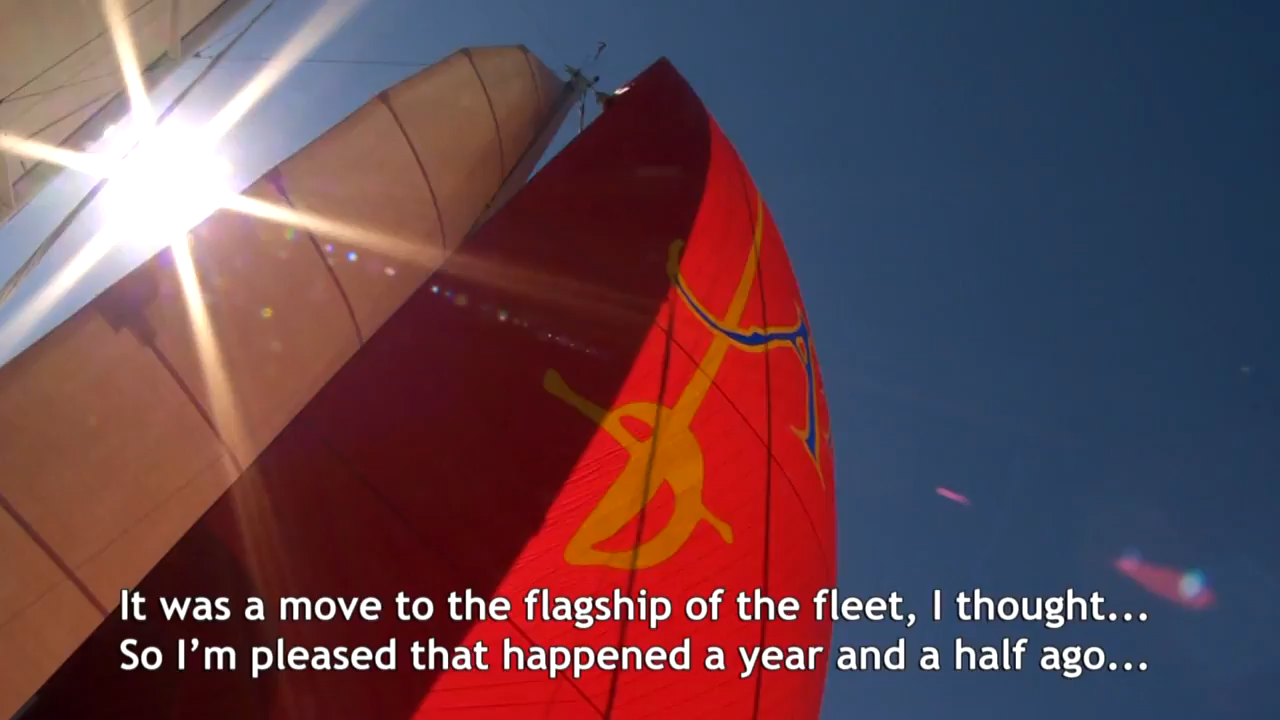 It was a move to the flagship of the fleet, I thought...
So I'm pleased that happened a year and a half ago...